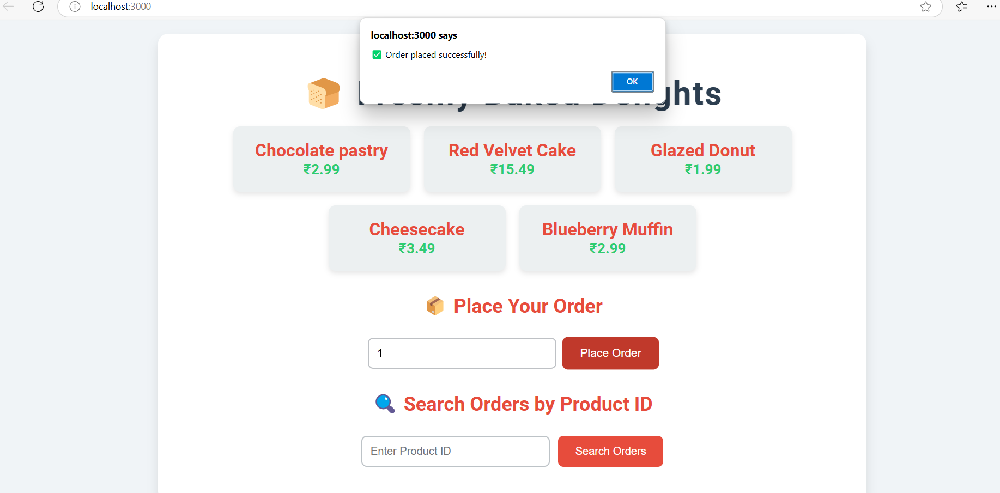 localhost:3000
localhost:3000 says
Order placed successfully!
OK
Chocolate pastry
₹2.99
Red Velvet Cake
₹15.49
Glazed Donut
₹1.99
Cheesecake
₹3.49
Blueberry Muffin
₹2.99
Place Your Order
1
Place Order
Search Orders by Product ID
Enter Product ID
Search Orders